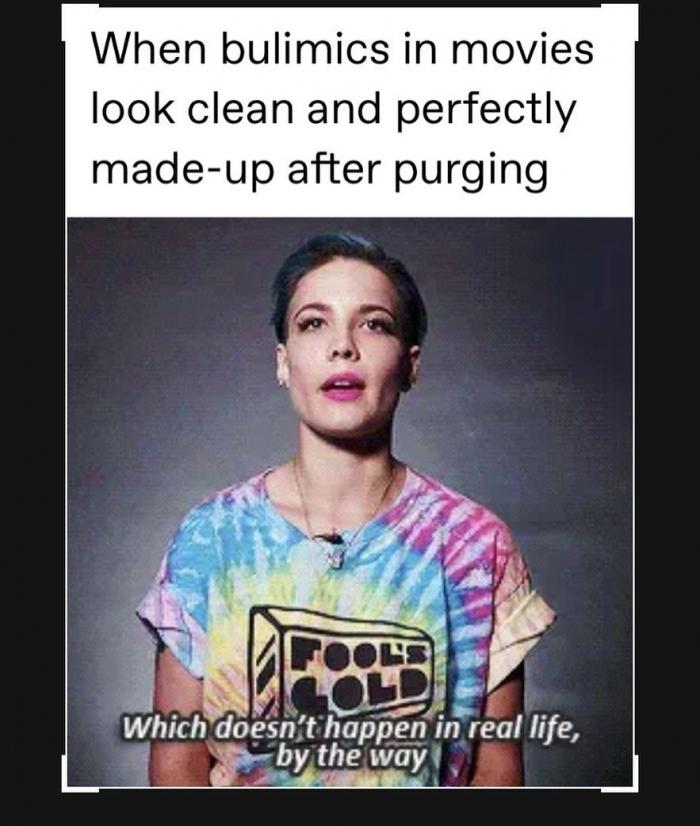 When bulimics in movies
look clean and perfectly
made-up after purging
FOOL'S
GOLD
Which doesn't happen in real life,
by the way